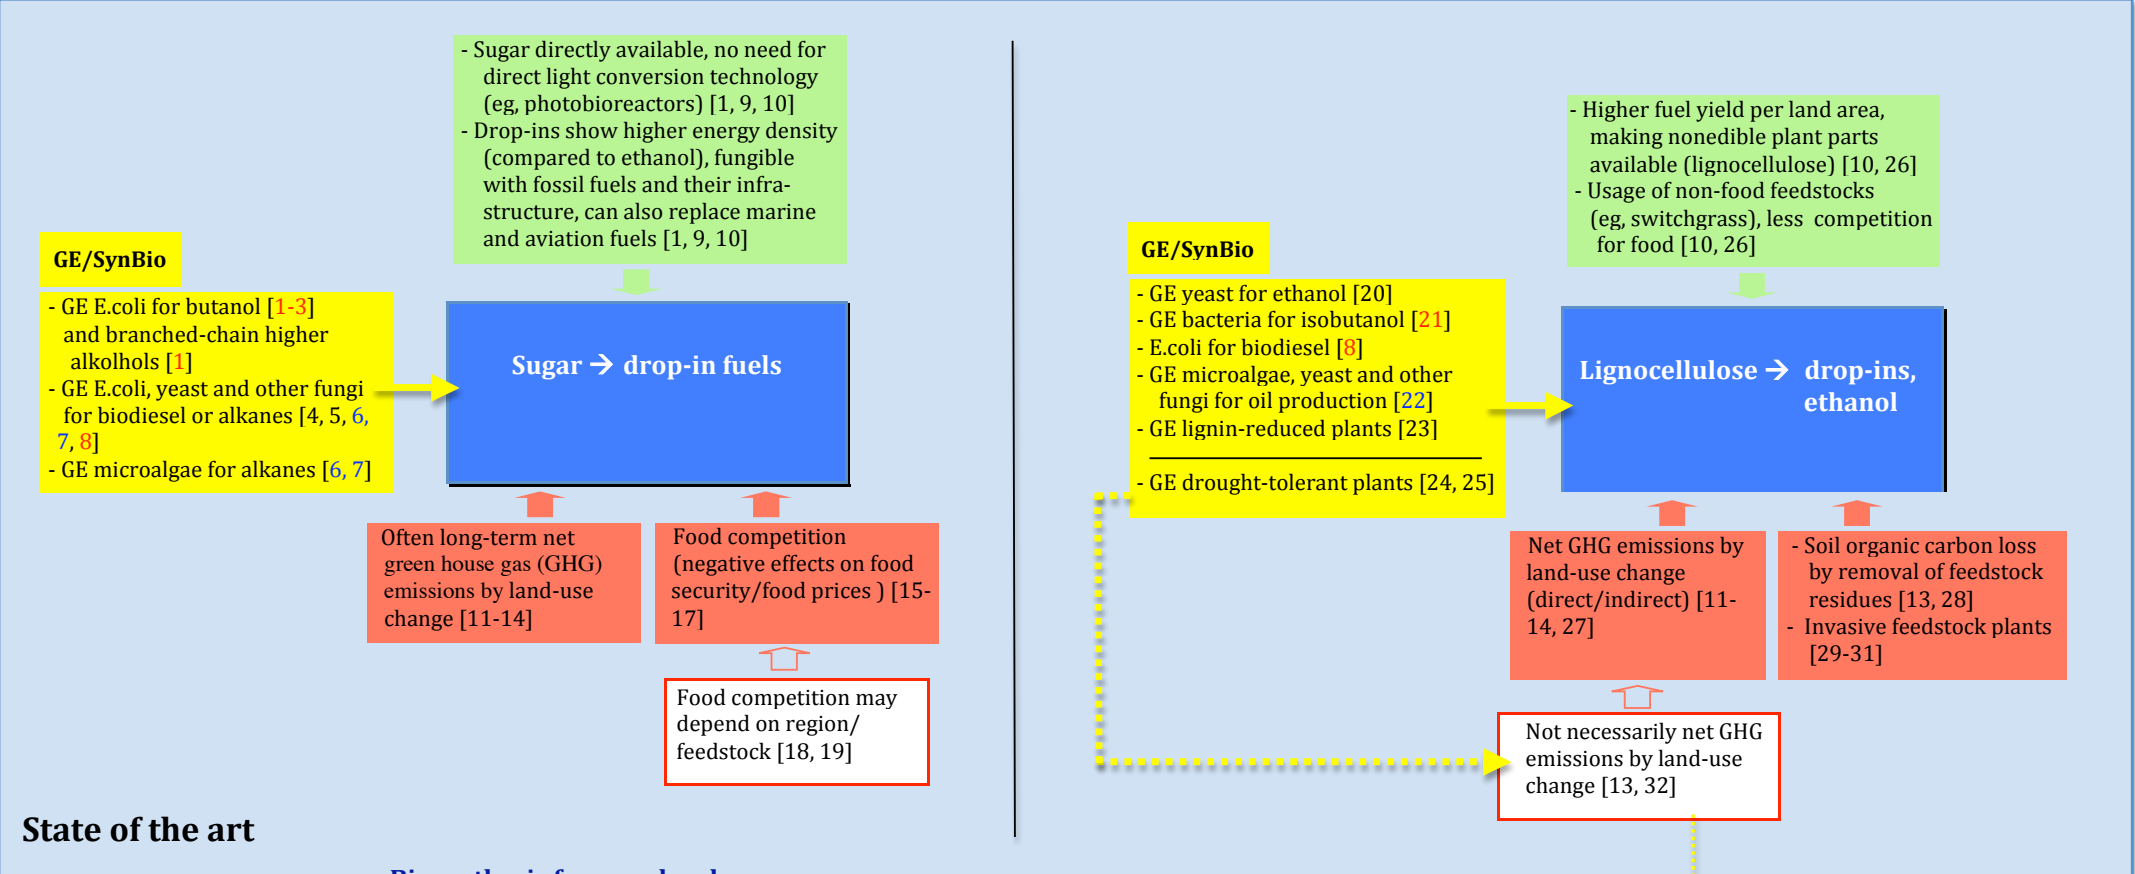 - Sugar directly available, no need for
direct light conversion technology
(eg, photobioreactors) [1, 9, 10]
- Drop-ins show higher energy density
(compared to ethanol), fungible
with fossil fuels and their infra-
structure, can also replace marine
and aviation fuels [1, 9, 10]
GE/SynBio
- GE E.coli for butanol [1-3]
and branched-chain higher
alkolhols [1]
- GE E.coli, yeast and other fungi
for biodiesel or alkanes [4, 5, 6,
7, 8]
- GE microalgae for alkanes [6, 7]
Sugar → drop-in fuels
Often long-term net
green house gas (GHG)
emissions by land-use
change [11-14]
Food competition
(negative effects on food
security/food prices ) [15-
17]
Food competition may
depend on region/
feedstock [18, 19]
- Higher fuel yield per land area,
making nonedible plant parts
available (lignocellulose) [10, 26]
- Usage of non-food feedstocks
(eg, switchgrass), less competition
for food [10, 26]
GE/SynBio
- GE yeast for ethanol [20]
- GE bacteria for isobutanol [21]
- E.coli for biodiesel [8]
- GE microalgae, yeast and other
fungi for oil production [22]
- GE lignin-reduced plants [23]
- GE drought-tolerant plants [24, 25]
Lignocellulose → drop-ins,
ethanol
Net GHG emissions by
land-use change
(direct/indirect) [11-
14, 27]
- Soil organic carbon loss
by removal of feedstock
residues [13, 28]
- Invasive feedstock plants
[29-31]
Not necessarily net GHG
emissions by land-use
change [13, 32]
State of the art